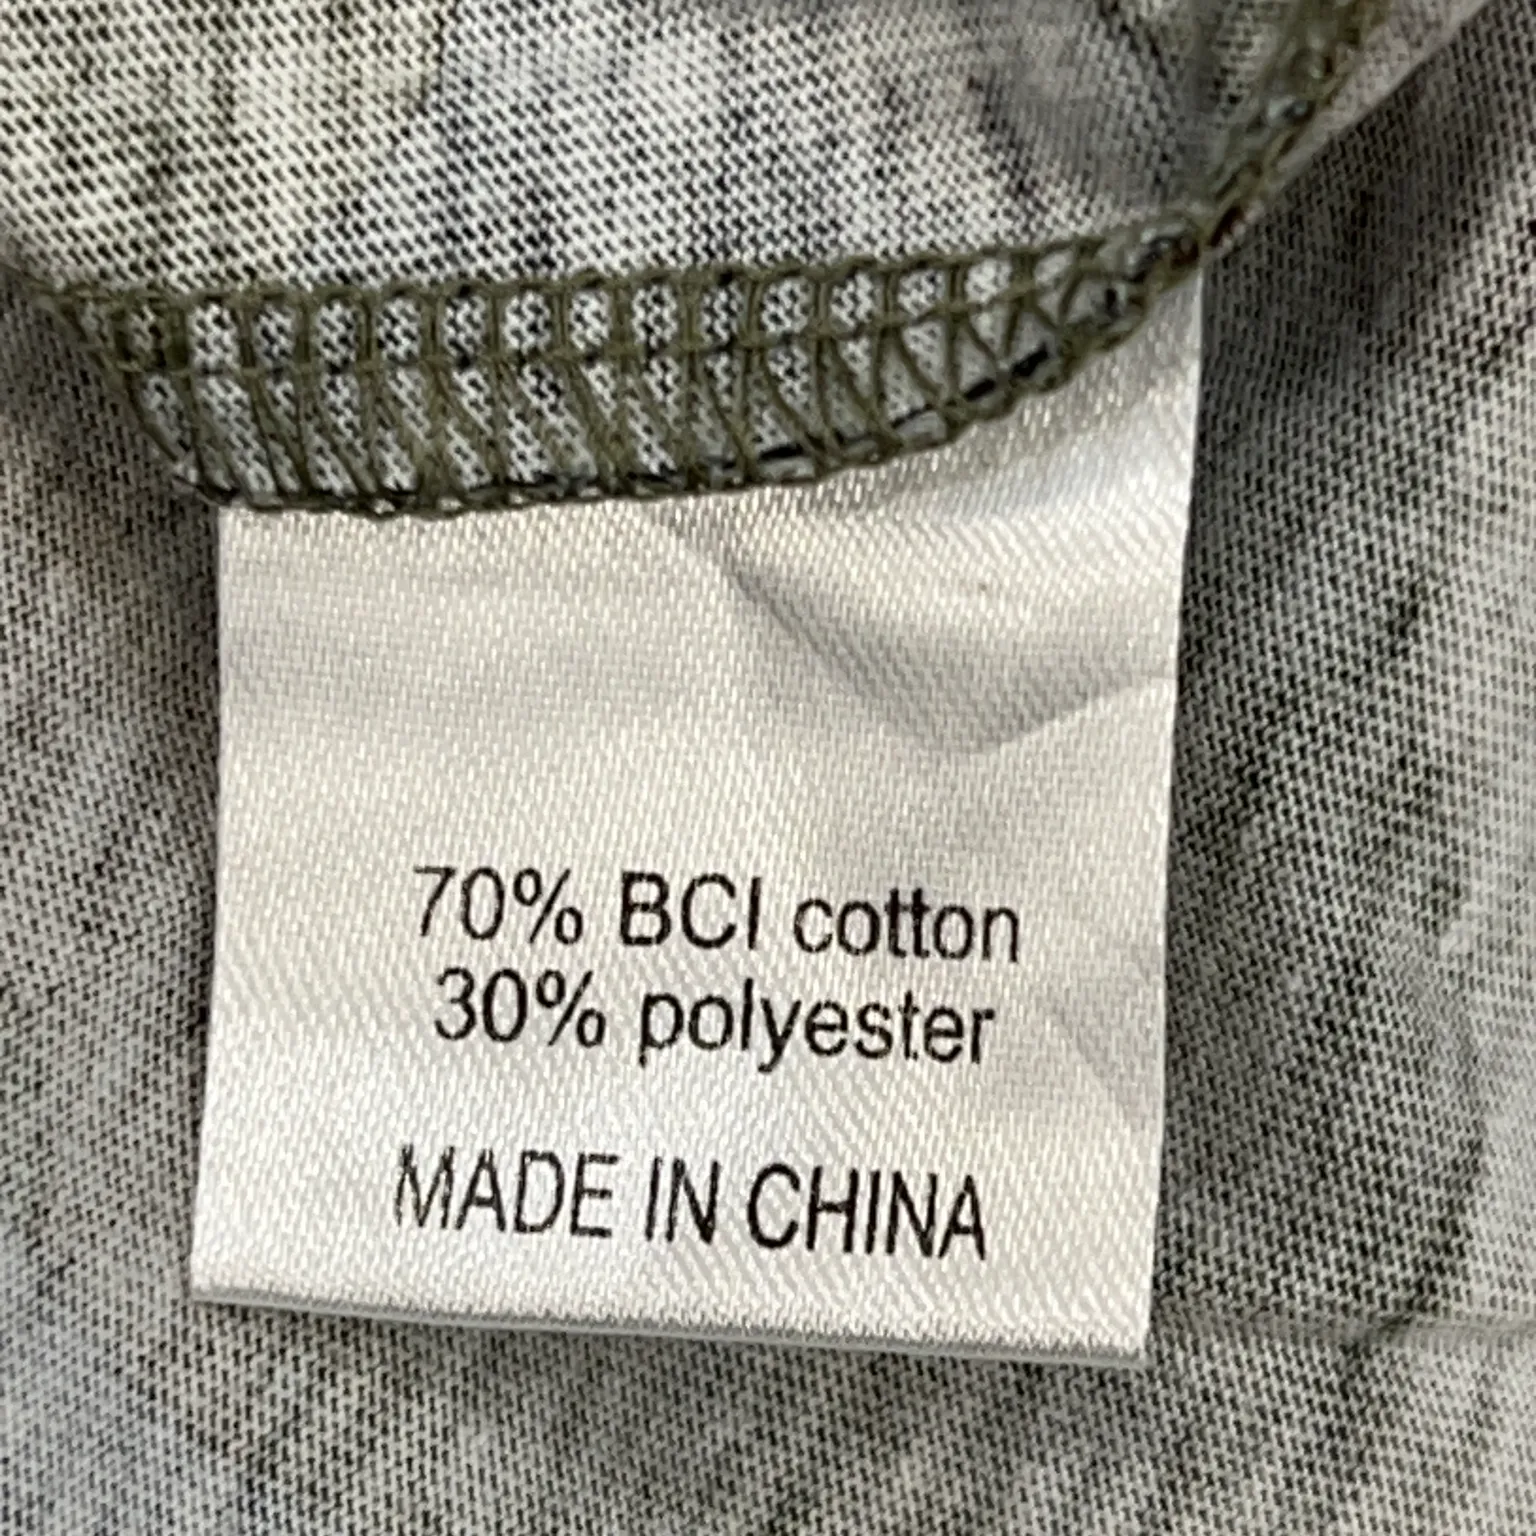 70% BCI cotton
30% polyester
MADE IN CHINA